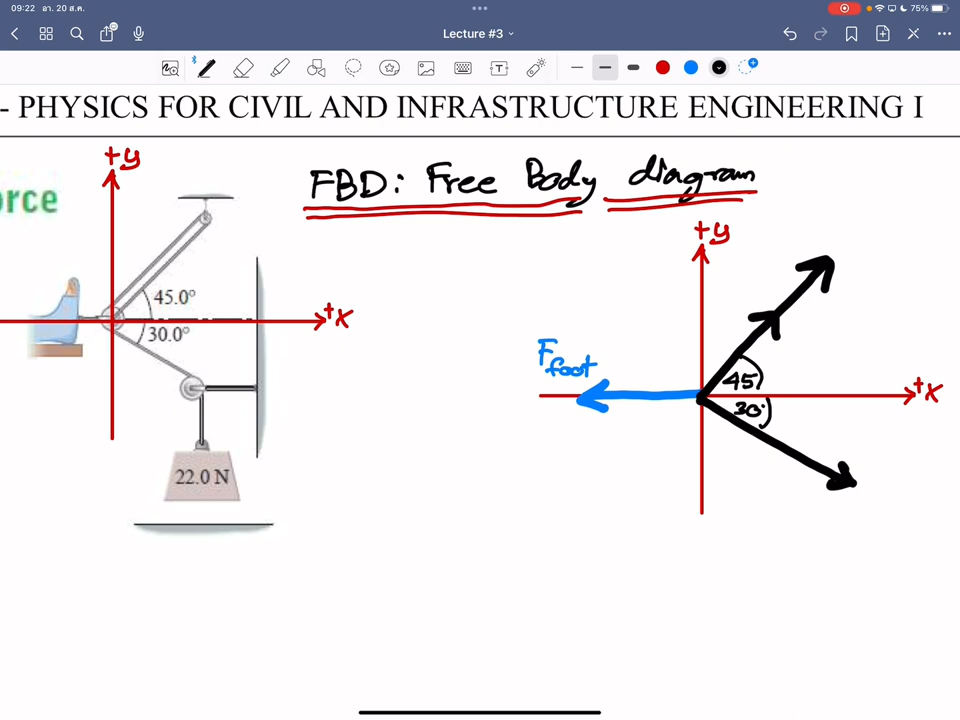 09:22 อา. 20 ส.ค.
75%
Lecture #3
- PHYSICS FOR CIVIL AND INFRASTRUCTURE ENGINEERING I
orce
+y
FBD: Free Body diagram
45.0°
30.0°
+x
22.0 N
+y
F foot
45
30°
+x